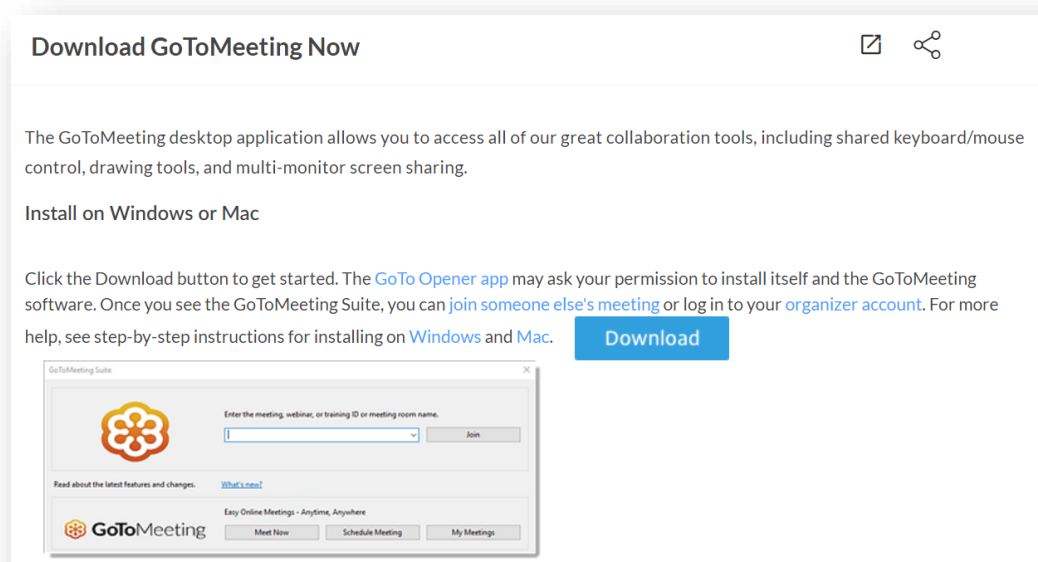 Download GoToMeeting Now
The GoToMeeting desktop application allows you to access all of our great collaboration tools, including shared keyboard/mouse
control, drawing tools, and multi-monitor screen sharing.
Install on Windows or Mac
Click the Download button to get started. The GoTo Opener app may ask your permission to install itself and the GoToMeeting
software. Once you see the GoToMeeting Suite, you can join someone else's meeting or log in to your organizer account. For more
help, see step-by-step instructions for installing on Windows and Mac. Download
GoToMeeting Suite
Enter the meeting, webinar, or training ID or meeting room name.
Join
Read about the latest features and changes. What's new?
Easy Online Meetings - Anytime, Anywhere
GoToMeeting Meet Now Schedule Meeting My Meetings